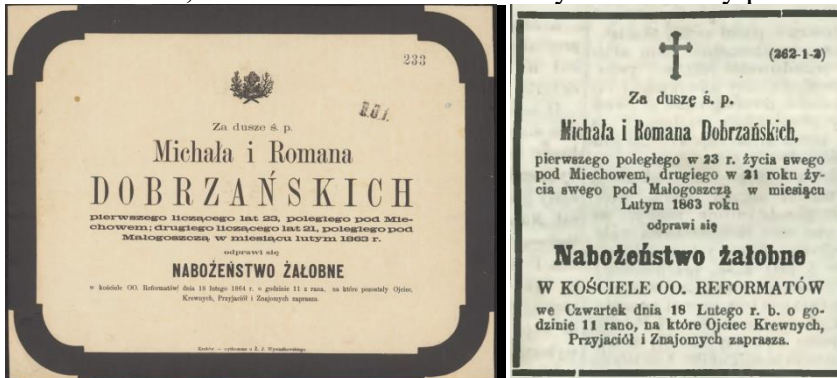 233
B.O.J.
Za dusze ś. p.
Michała i Romana
DOBRZAŃSKICH
pierwszego liczącego lat 23, poległego pod Mie-
chowem; drugiego liczącego lat 21, poległego pod
Małogoszczą w miesiącu lutym 1863 r.
odprawi się
NABOŻEŃSTWO ŻAŁOBNE
w kościele OO. Reformatów dnia 18 lutego 1864 r. o godzinie 11 z rana, na które pozostały Ojciec,
Krewnych, Przyjaciół i Znajomych zaprasza.
Kraków — w
(262-1-2)
Za duszę ś. p.
Michała i Romana Dobrzańskich,
pierwszego poległego w 23 r. życia swego
pod Miechowem, drugiego w 21 roku ży-
cia swego pod Małogoszczą w miesiącu
Lutym 1863 roku
odprawi się
Nabożeństwo żałobne
W KOŚCIELE OO. REFORMATÓW
we Czwartek dnia 18 Lutego r. b. o go-
dzinie 11 rano, na które Ojciec Krewnych,
Przyjaciół i Znajomych zaprasza.